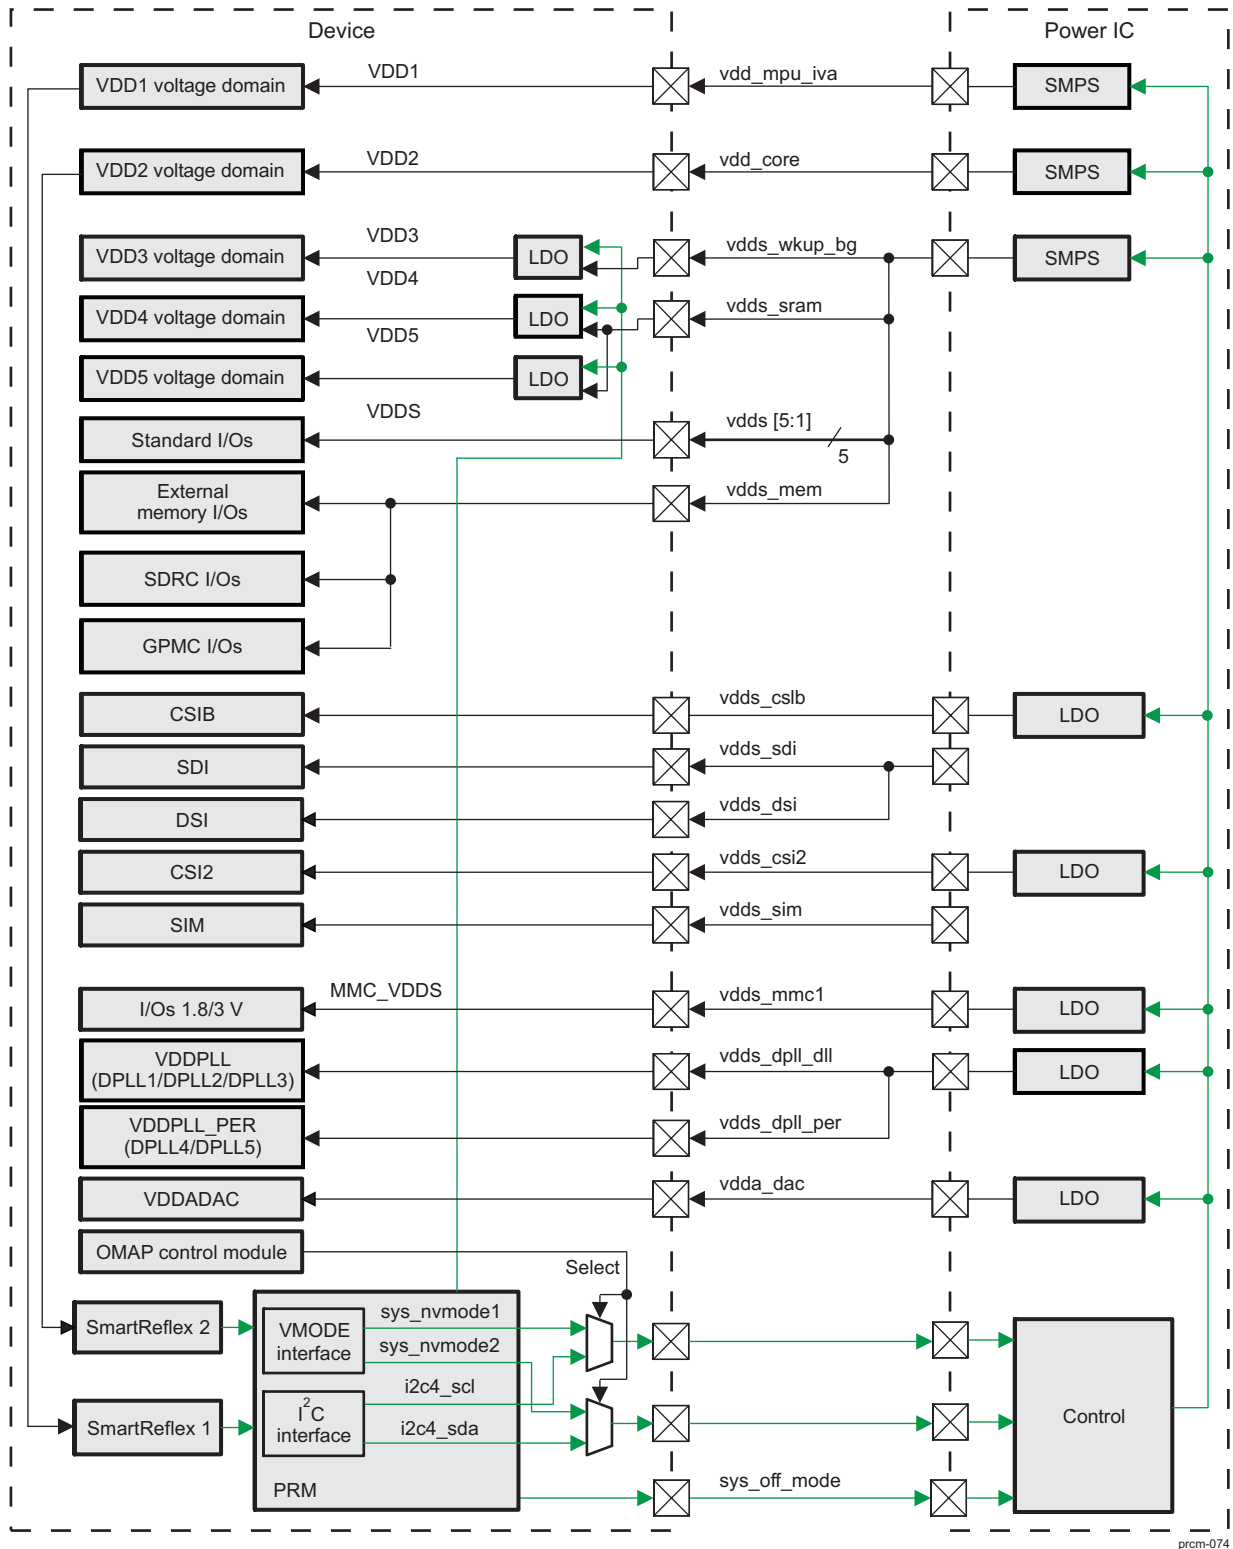 Device
Power IC
VDD1 voltage domain
VDD1
vdd_mpu_iva
SMPS
VDD2 voltage domain
VDD2
vdd_core
SMPS
VDD3 voltage domain
VDD3
LDO
vdds_wkup_bg
SMPS
VDD4
VDD4 voltage domain
LDO
vdds_sram
VDD5
VDD5 voltage domain
LDO
VDDS
Standard I/Os
vdds [5:1]
5
External
memory I/Os
vdds_mem
SDRC I/Os
GPMC I/Os
CSIB
vdds_cslb
LDO
SDI
vdds_sdi
DSI
vdds_dsi
CSI2
vdds_csi2
LDO
SIM
vdds_sim
I/Os 1.8/3 V
MMC_VDDS
vdds_mmc1
LDO
VDDPLL
(DPLL1/DPLL2/DPLL3)
vdds_dpll_dll
LDO
VDDPLL_PER
(DPLL4/DPLL5)
vdds_dpll_per
VDDADAC
vdda_dac
LDO
OMAP control module
Select
SmartReflex 2
VMODE
interface
sys_nvmode1
sys_nvmode2
SmartReflex 1
I2C
interface
i2c4_scl
i2c4_sda
PRM
Control
sys_off_mode
prcm-074